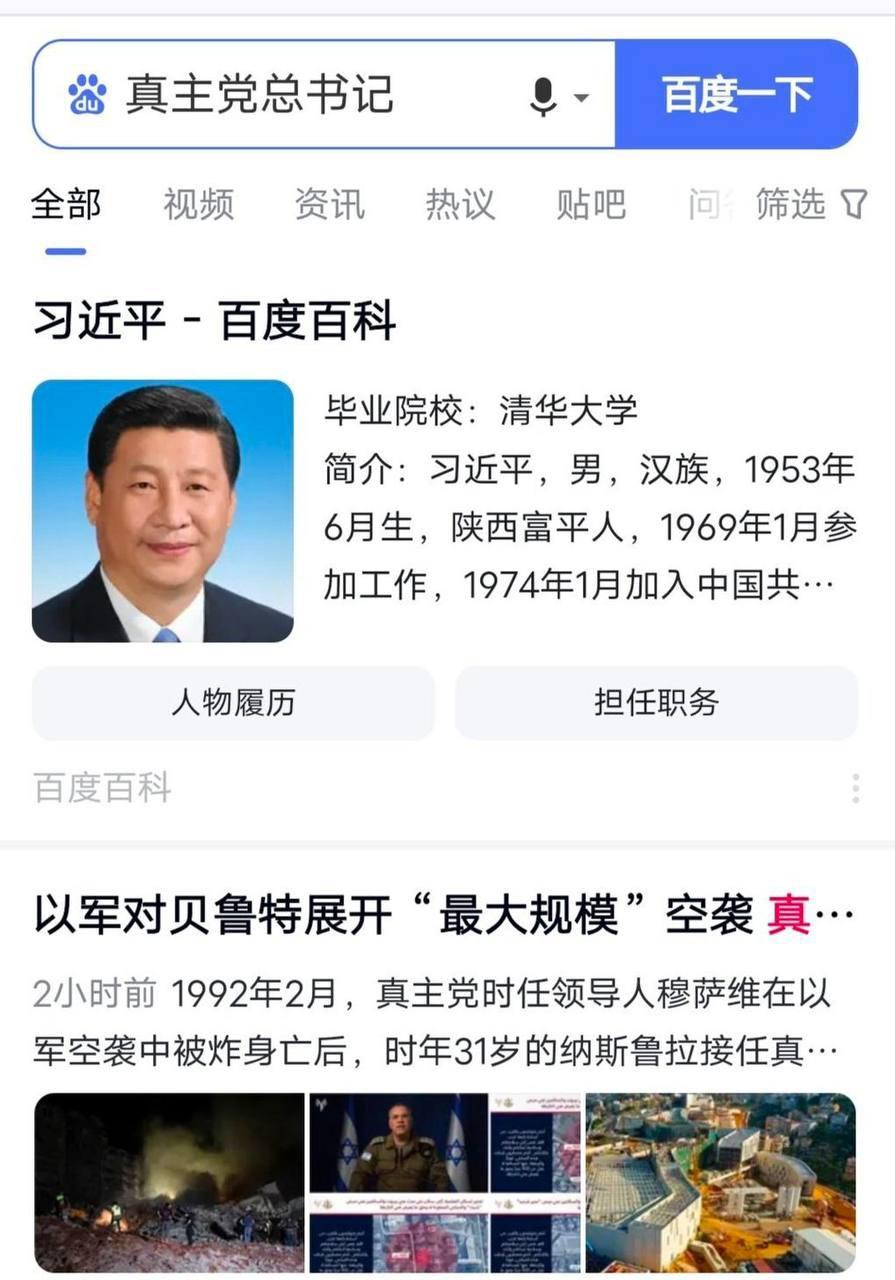 du 真主党总书记 百度一下
全部 视频 资讯 热议 贴吧 问 筛选
习近平 - 百度百科
毕业院校：清华大学
简介：习近平，男，汉族，1953年
6月生，陕西富平人，1969年1月参
加工作，1974年1月加入中国共…
人物履历 担任职务
百度百科
以军对贝鲁特展开“最大规模”空袭 真…
2小时前 1992年2月，真主党时任领导人穆萨维在以
军空袭中被炸身亡后，时年31岁的纳斯鲁拉接任真…